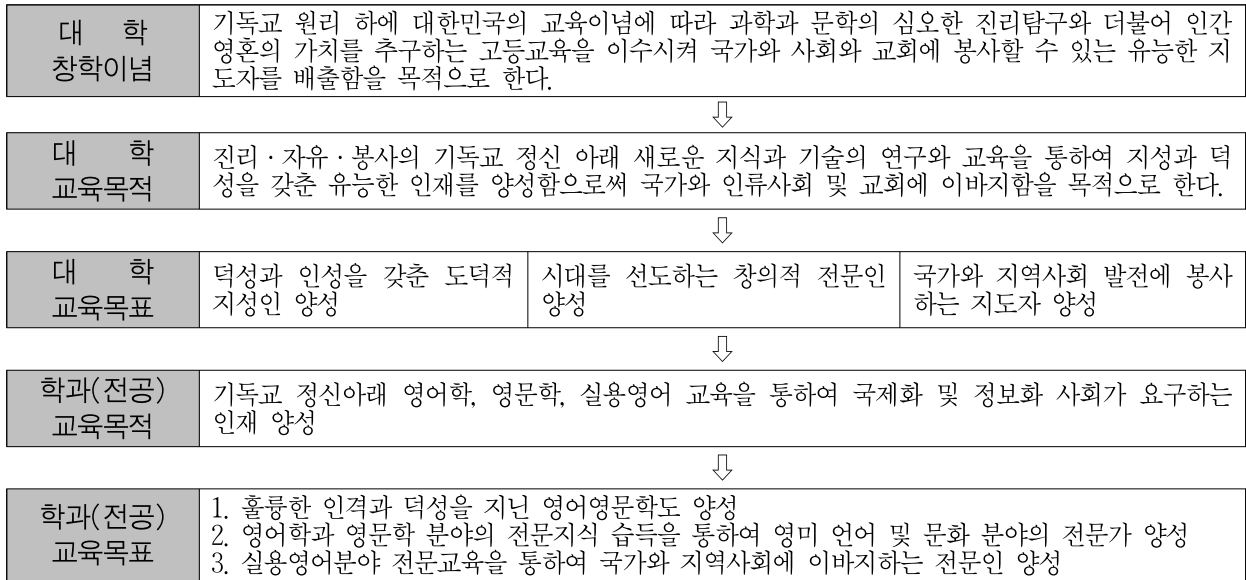 대 학
창학이념
기독교 원리 하에 대한민국의 교육이념에 따라 과학과 문학의 심오한 진리탐구와 더불어 인간
영혼의 가치를 추구하는 고등교육을 이수시켜 국가와 사회와 교회에 봉사할 수 있는 유능한 지
도자를 배출함을 목적으로 한다.
⇩
대 학
교육목적
진리·자유·봉사의 기독교 정신 아래 새로운 지식과 기술의 연구와 교육을 통하여 지성과 덕
성을 갖춘 유능한 인재를 양성함으로써 국가와 인류사회 및 교회에 이바지함을 목적으로 한다.
⇩
대 학
교육목표
덕성과 인성을 갖춘 도덕적
지성인 양성
시대를 선도하는 창의적 전문인
양성
국가와 지역사회 발전에 봉사
하는 지도자 양성
⇩
학과(전공)
교육목적
기독교 정신아래 영어학, 영문학, 실용영어 교육을 통하여 국제화 및 정보화 사회가 요구하는
인재 양성
⇩
학과(전공)
교육목표
1. 훌륭한 인격과 덕성을 지닌 영어영문학도 양성
2. 영어학과 영문학 분야의 전문지식 습득을 통하여 영미 언어 및 문화 분야의 전문가 양성
3. 실용영어분야 전문교육을 통하여 국가와 지역사회에 이바지하는 전문인 양성